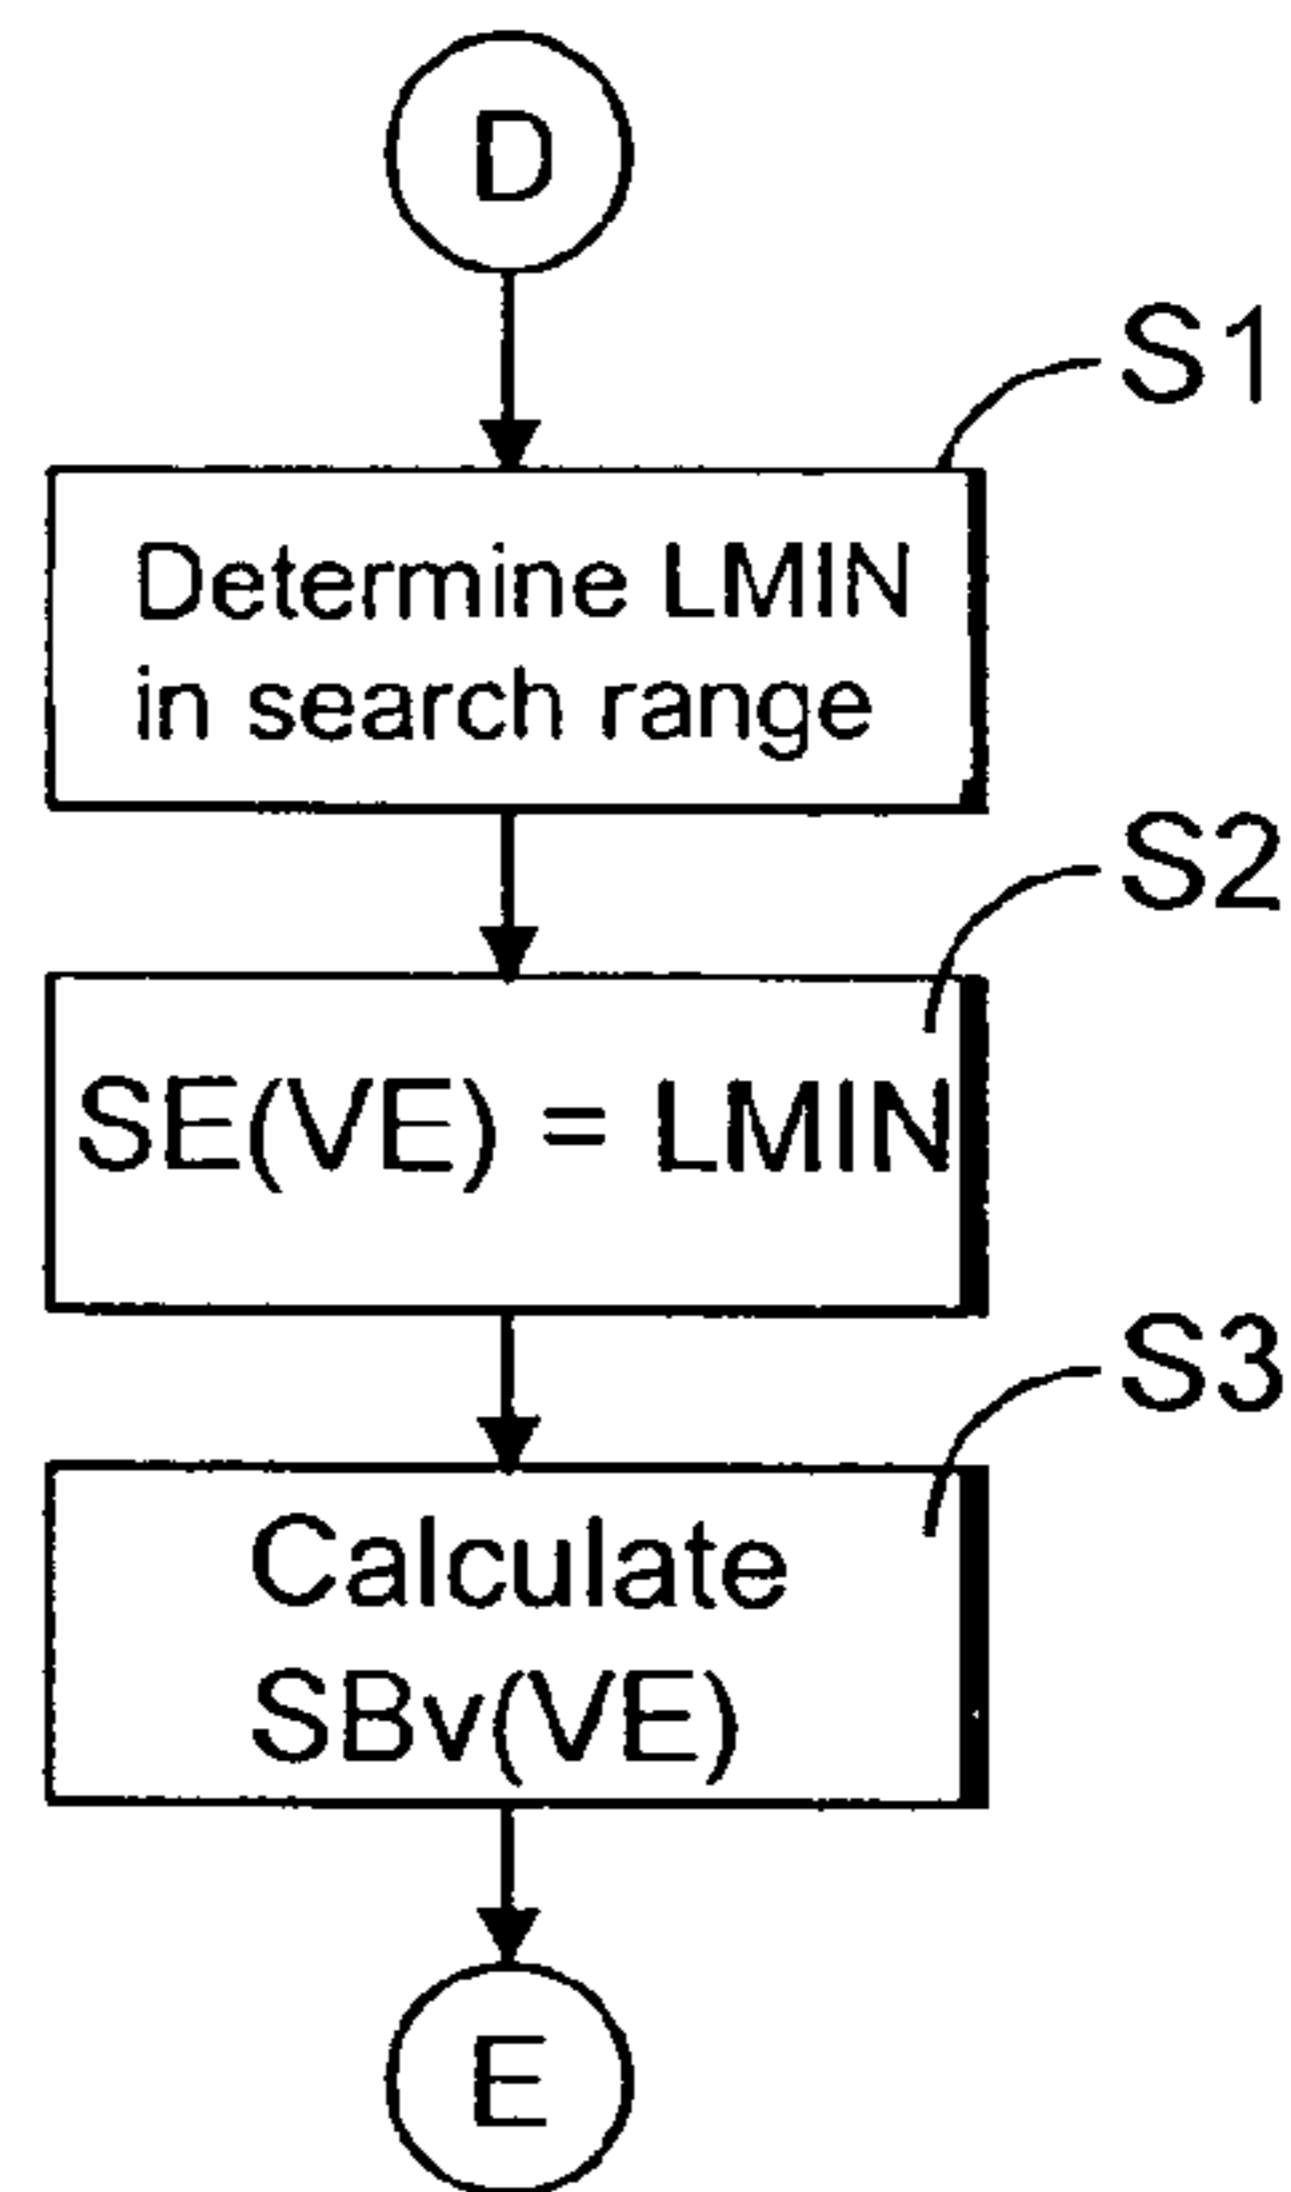 D
S1
Determine LMIN
in search range
S2
SE(VE) = LMIN
S3
Calculate
SBv(VE)
E